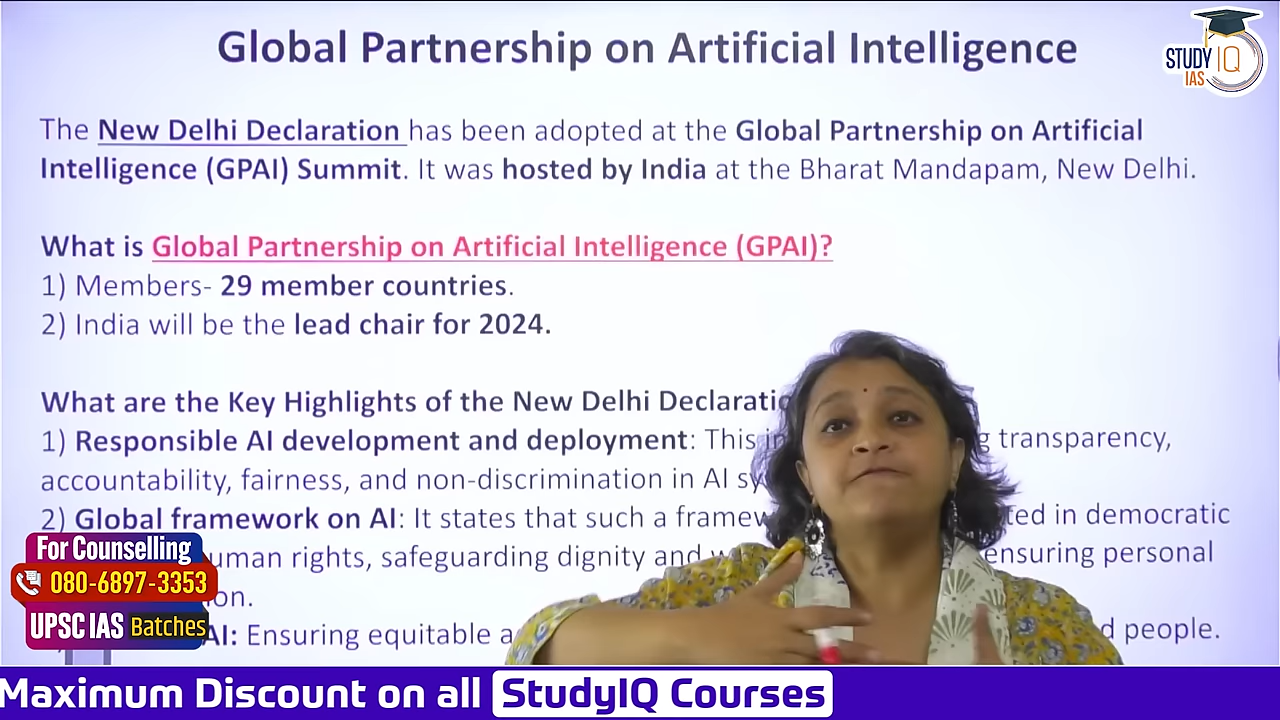 Global Partnership on Artificial Intelligence
STUDY IQ
IAS
The New Delhi Declaration has been adopted at the Global Partnership on Artificial
Intelligence (GPAI) Summit. It was hosted by India at the Bharat Mandapam, New Delhi.
What is Global Partnership on Artificial Intelligence (GPAI)?
1) Members- 29 member countries.
2) India will be the lead chair for 2024.
What are the Key Highlights of the New Delhi
1) Responsible AI development and deployment: This transparency,
accountability, fairness, and non-discrimination in AI
2) Global framework on AI: It states that such a in democratic
rights, safeguarding dignity and ensuring personal
AI: Ensuring equitable people.
For Counselling
080-6897-3353
UPSC IAS Batches
Maximum Discount on all StudyIQ Courses